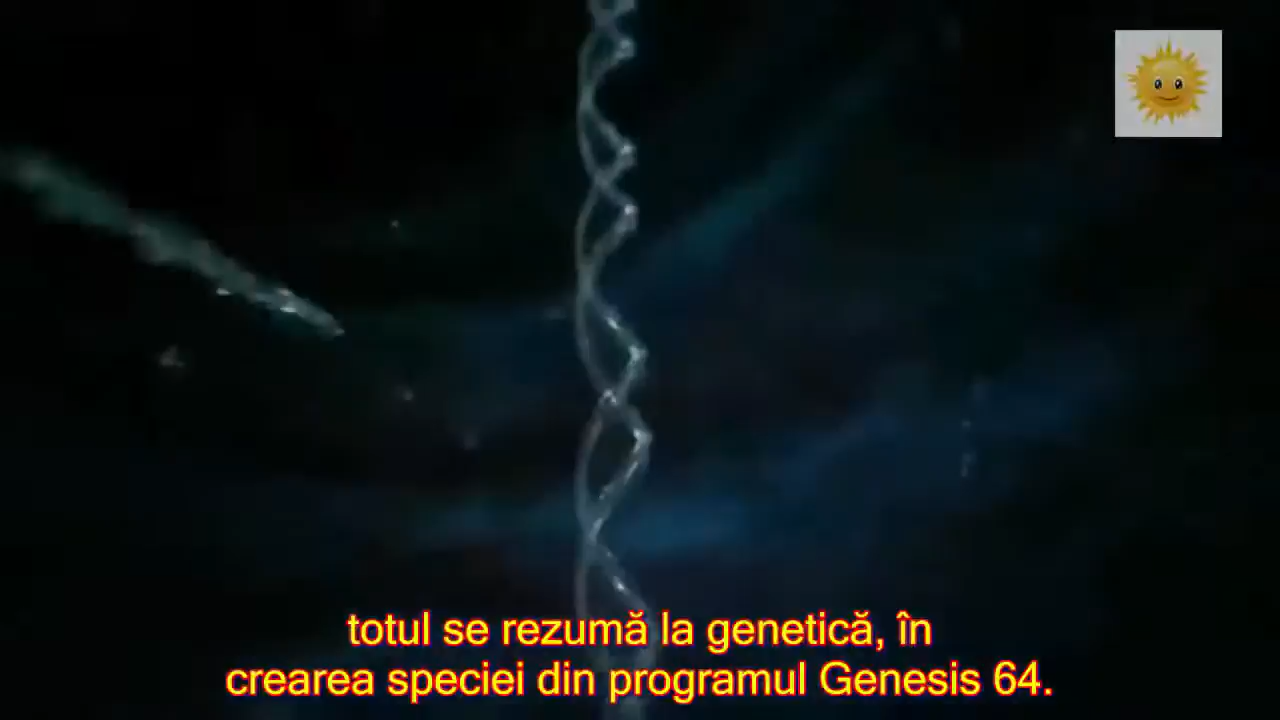 totul se rezumă la genetică, în
crearea speciei din programul Genesis 64.